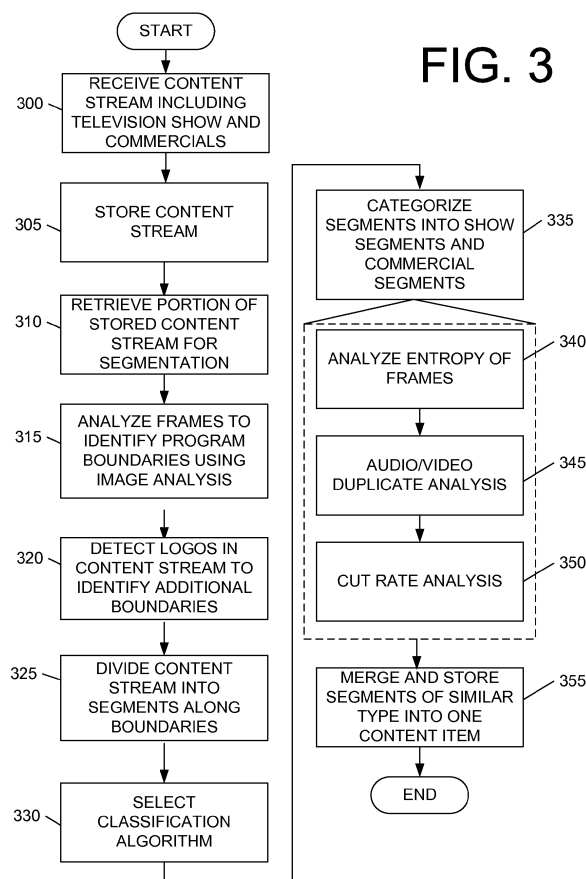 START
FIG. 3
300
RECEIVE CONTENT
STREAM INCLUDING
TELEVISION SHOW AND
COMMERCIALS
305
STORE CONTENT
STREAM
310
RETRIEVE PORTION OF
STORED CONTENT
STREAM FOR
SEGMENTATION
315
ANALYZE FRAMES TO
IDENTIFY PROGRAM
BOUNDARIES USING
IMAGE ANALYSIS
320
DETECT LOGOS IN
CONTENT STREAM TO
IDENTIFY ADDITIONAL
BOUNDARIES
325
DIVIDE CONTENT
STREAM INTO
SEGMENTS ALONG
BOUNDARIES
330
SELECT
CLASSIFICATION
ALGORITHM
335
CATEGORIZE
SEGMENTS INTO SHOW
SEGMENTS AND
COMMERCIAL
SEGMENTS
340
ANALYZE ENTROPY OF
FRAMES
345
AUDIO/VIDEO
DUPLICATE ANALYSIS
350
CUT RATE ANALYSIS
355
MERGE AND STORE
SEGMENTS OF SIMILAR
TYPE INTO ONE
CONTENT ITEM
END